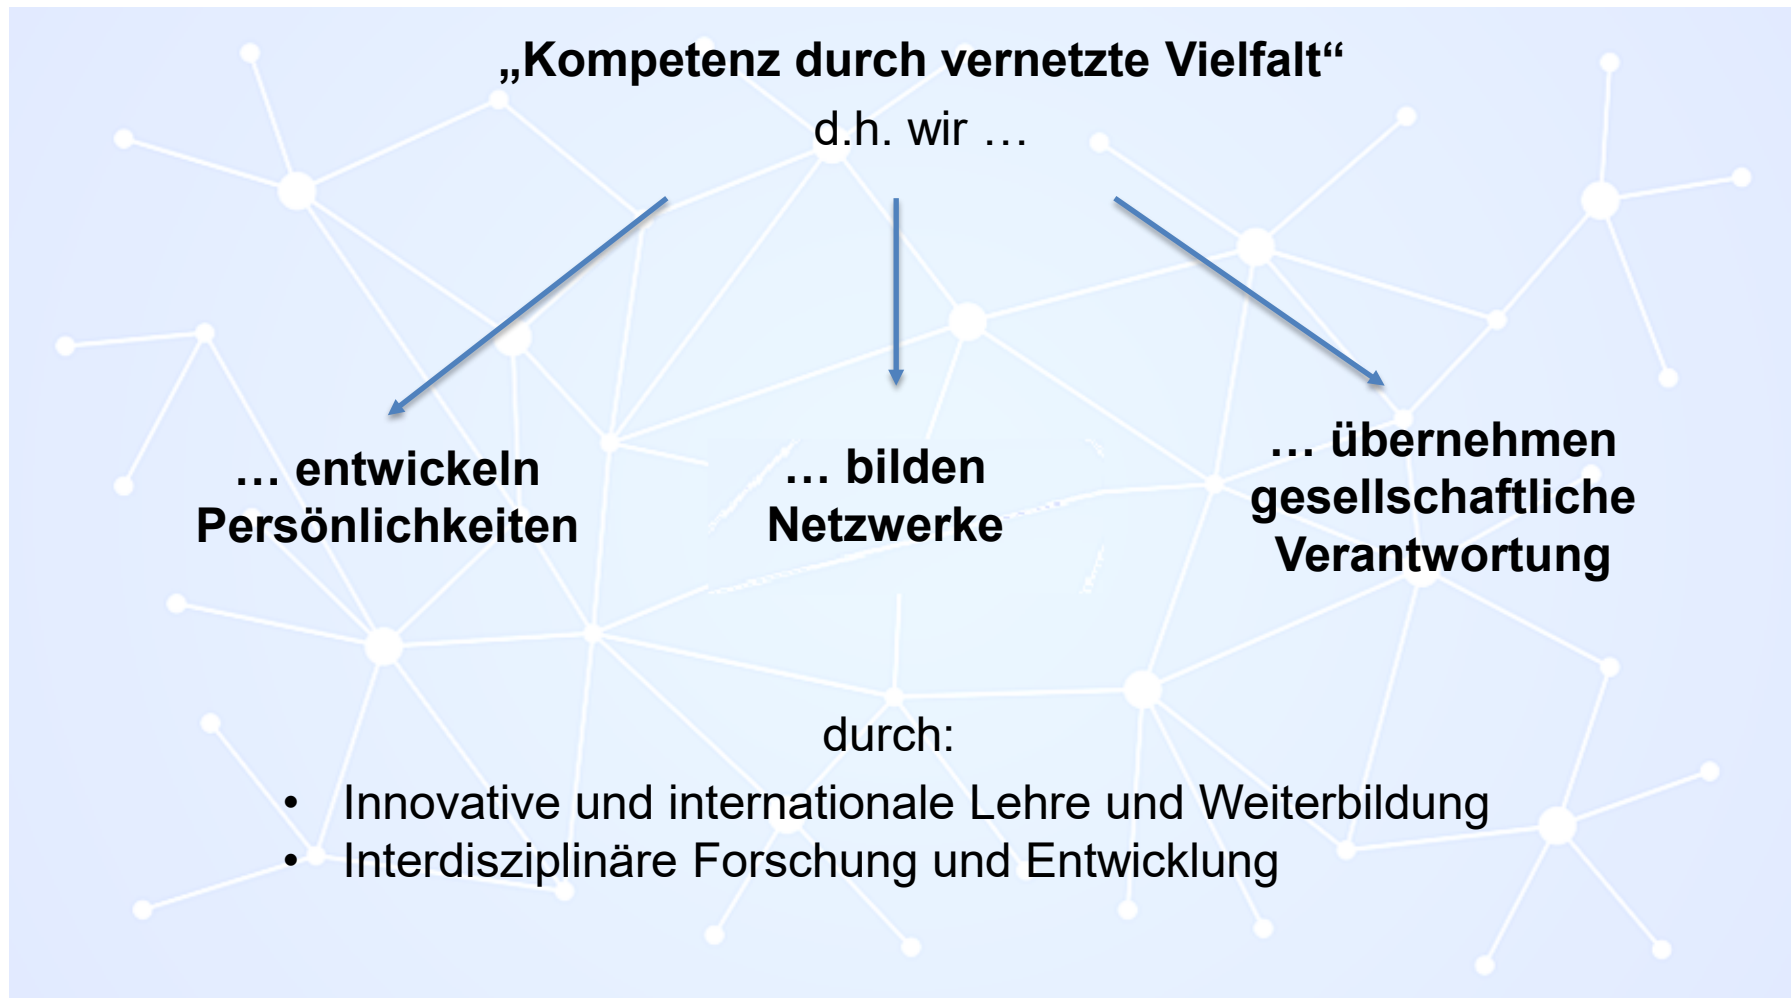 „Kompetenz durch vernetzte Vielfalt“
d.h. wir …
… entwickeln
Persönlichkeiten
… bilden
Netzwerke
… übernehmen
gesellschaftliche
Verantwortung
durch:
• Innovative und internationale Lehre und Weiterbildung
• Interdisziplinäre Forschung und Entwicklung